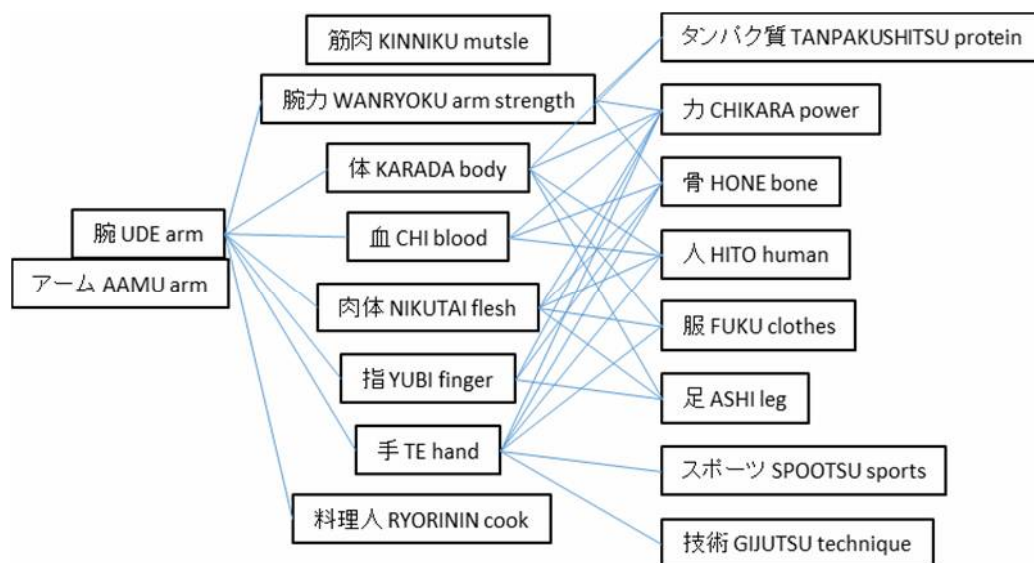 腕 UDE arm
アーム AAMU arm
筋肉 KINNIKU mutsle
腕力 WANRYOKU arm strength
体 KARADA body
血 CHI blood
肉体 NIKUTAI flesh
指 YUBI finger
手 TE hand
料理人 RYORININ cook
タンパク質 TANPAKUSHITSU protein
力 CHIKARA power
骨 HONE bone
人 HITO human
服 FUKU clothes
足 ASHI leg
スポーツ SPOOTSU sports
技術 GIJUTSU technique